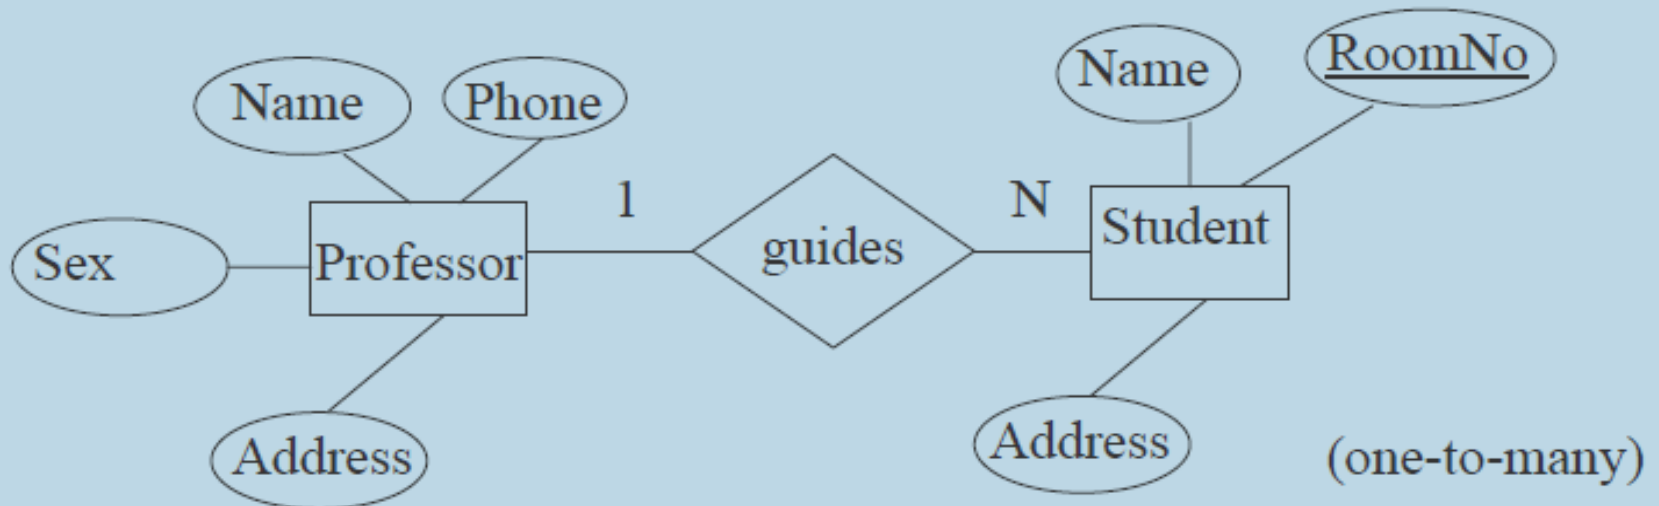 Name
Phone
Name
RoomNo
Sex
Professor
1
guides
N
Student
Address
Address
(one-to-many)